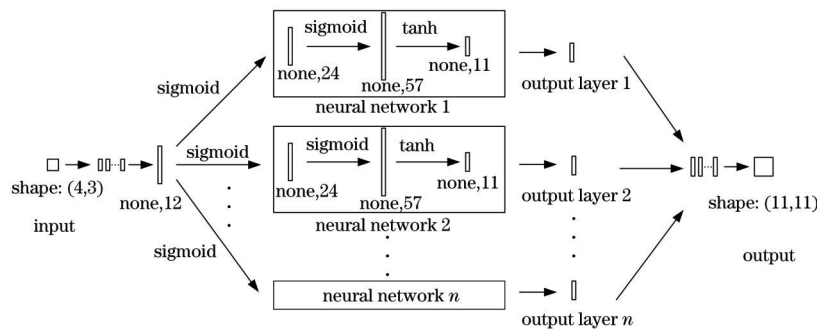 sigmoid
tanh
none,24
none,57
none,11
neural network 1
output layer 1
sigmoid
sigmoid
sigmoid
tanh
none,24
none,57
none,11
neural network 2
output layer 2
shape: (4,3)
none,12
input
sigmoid
shape: (11,11)
output
neural network n
output layer n